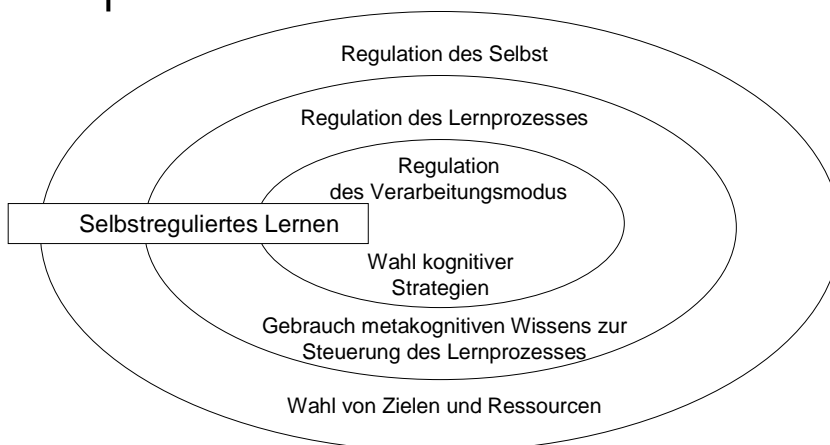 Regulation des Selbst
Regulation des Lernprozesses
Regulation
des Verarbeitungsmodus
Selbstreguliertes Lernen
Wahl kognitiver
Strategien
Gebrauch metakognitiven Wissens zur
Steuerung des Lernprozesses
Wahl von Zielen und Ressourcen